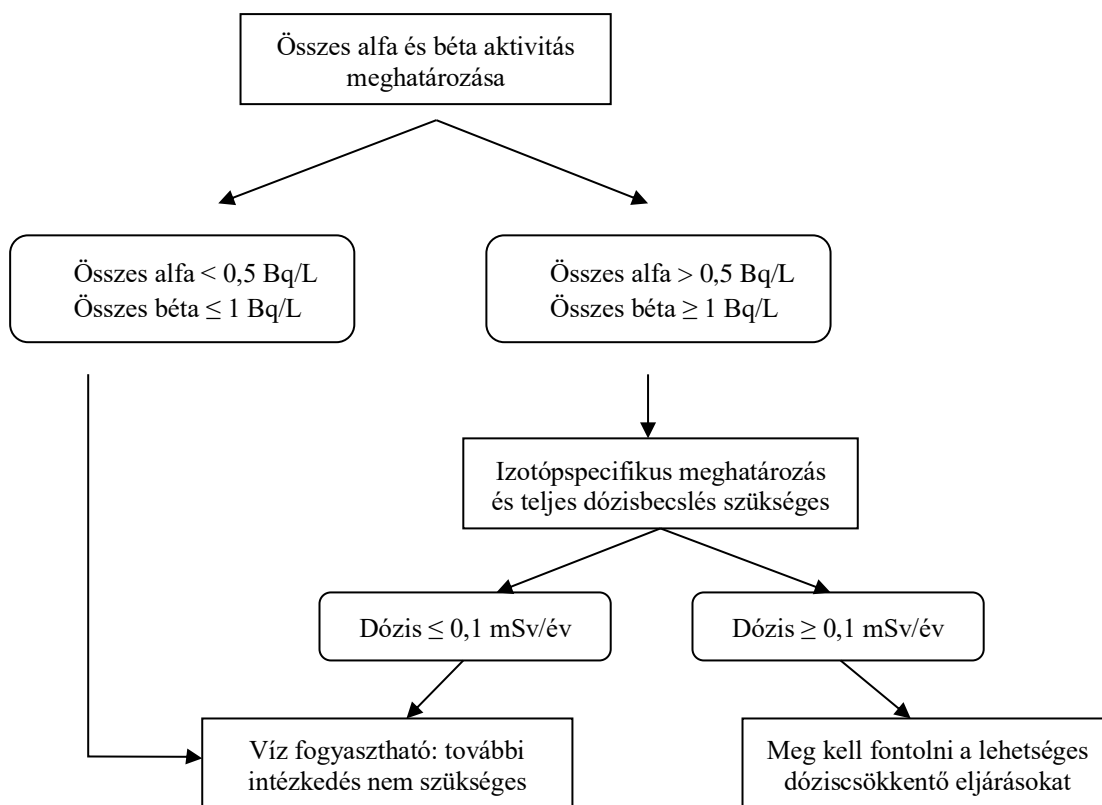 Összes alfa és béta aktivitás
meghatározása
Összes alfa < 0,5 Bq/L
Összes béta ≤ 1 Bq/L
Összes alfa > 0,5 Bq/L
Összes béta ≥ 1 Bq/L
Izotópspecifikus meghatározás
és teljes dózisbecslés szükséges
Dózis ≤ 0,1 mSv/év
Dózis ≥ 0,1 mSv/év
Víz fogyasztható: további
intézkedés nem szükséges
Meg kell fontolni a lehetséges
dóziscsökkentő eljárásokat